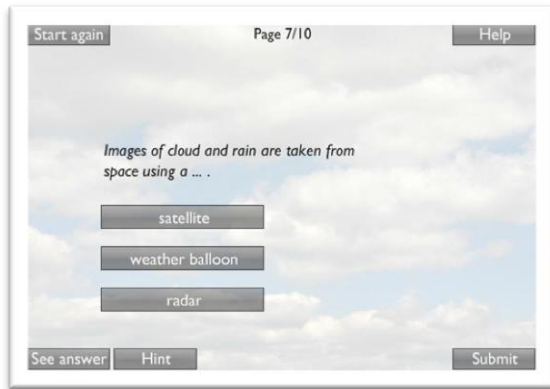 Start again
Page 7/10
Help
Images of cloud and rain are taken from
space using a ... .
satellite
weather balloon
radar
See answer
Hint
Submit